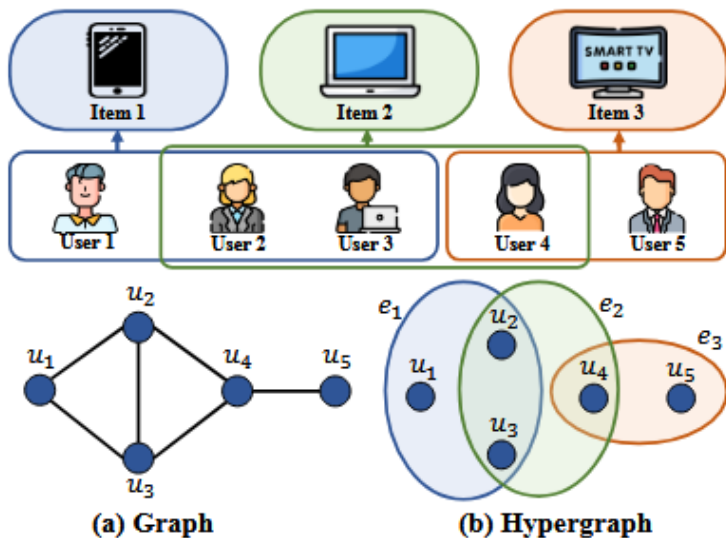 SMART TV
Item 1 Item 2 Item 3
User 1 User 2 User 3 User 4 User 5
u₂
u₁ u₄ u₅
u₃
(a) Graph
e₁ e₂
e₃
u₂
u₁ u₄ u₅
u₃
(b) Hypergraph